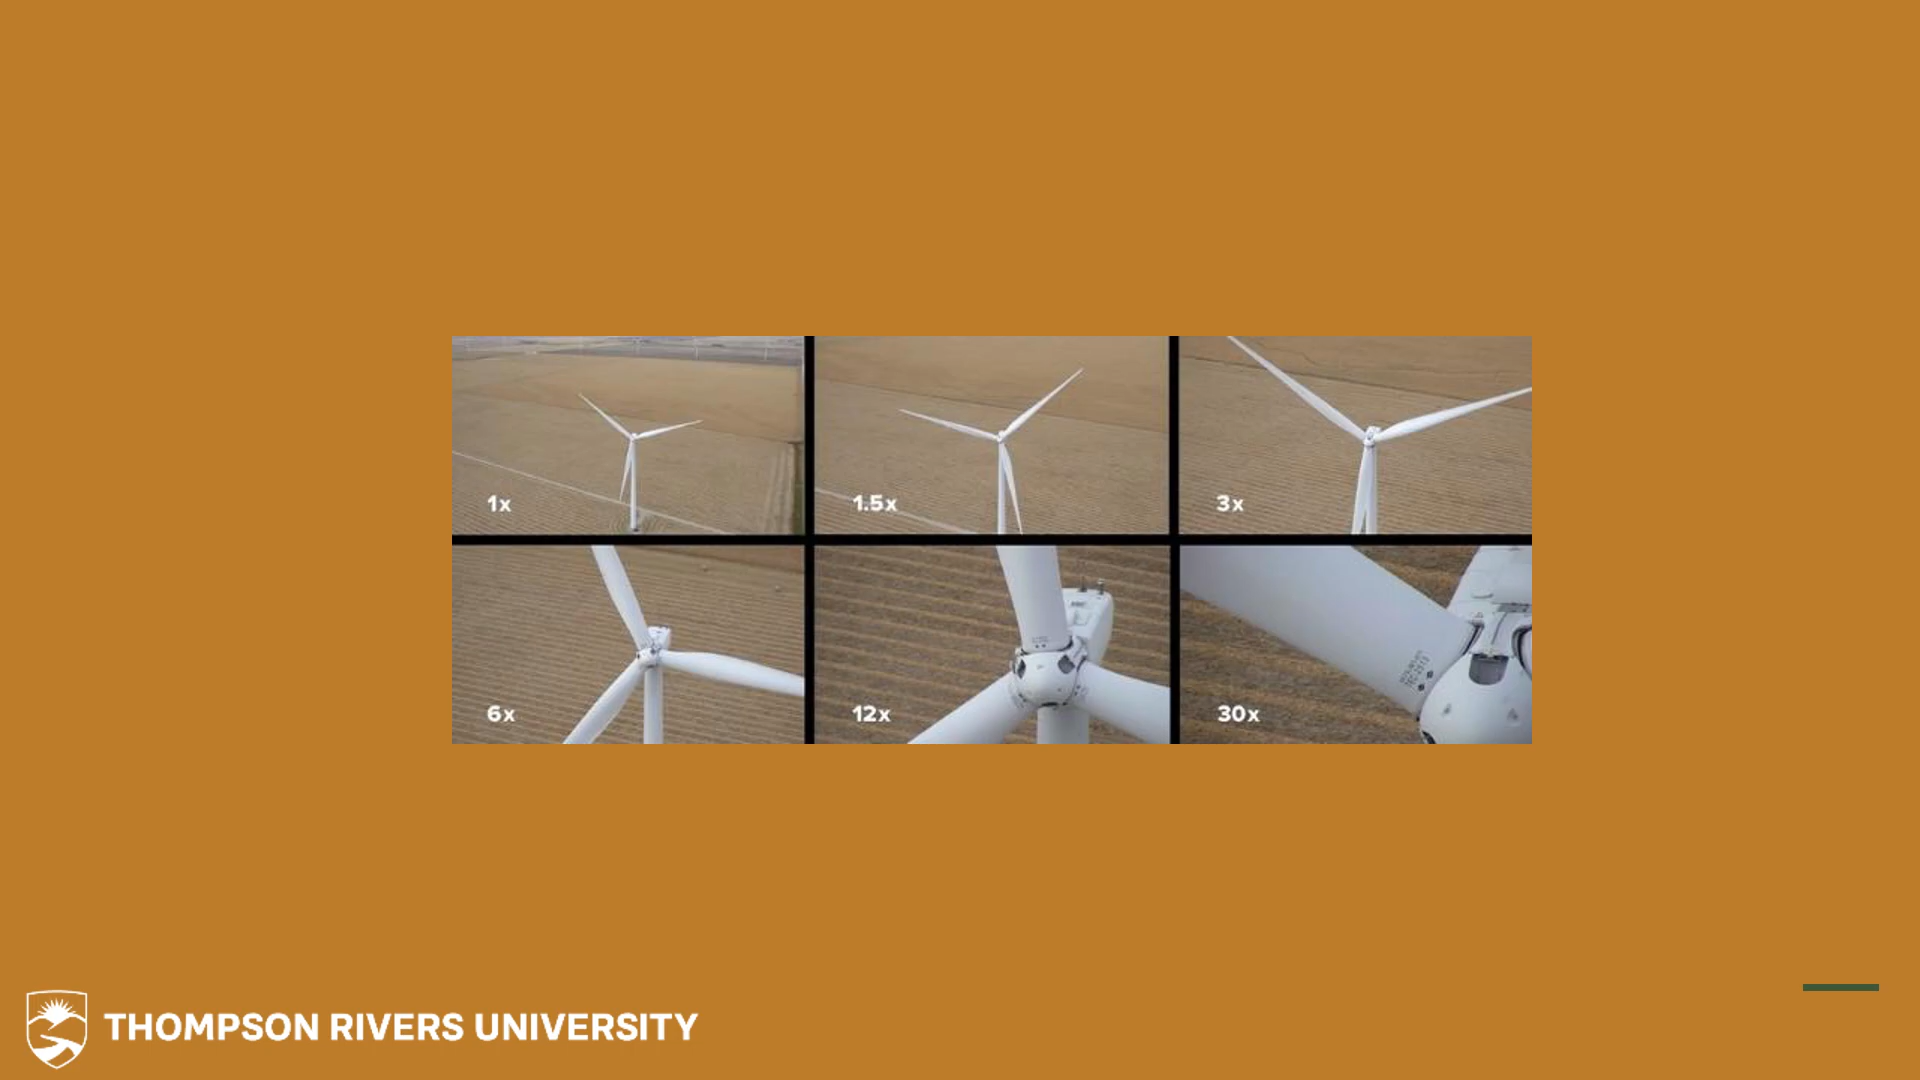 1x
1.5x
3x
6x
12x
30x
THOMPSON RIVERS UNIVERSITY